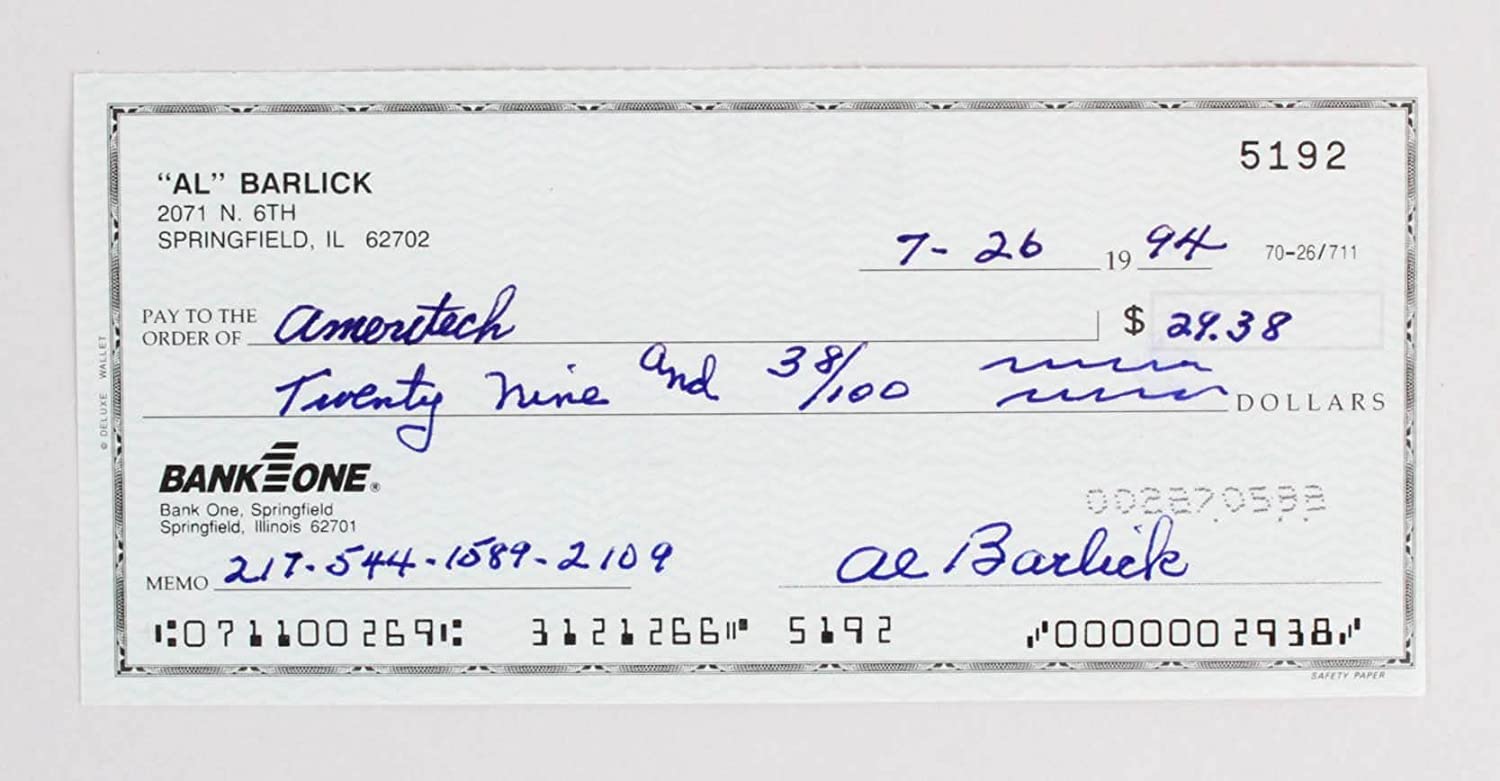 5192
“AL” BARLICK
2071 N. 6TH
SPRINGFIELD, IL 62702
7- 26 19 94 70-26/711
PAY TO THE
ORDER OF Ameritech $ 29.38
Twenty Nine And 38/100 DOLLARS
© DELUXE WALLET
BANK ONE®
Bank One, Springfield
Springfield, Illinois 62701
002870588
MEMO 217-544-1589-2109 Al Barlick
⑆071100269⑆ 3121266⑈ 5192 ⑈0000002938⑈
SAFETY PAPER